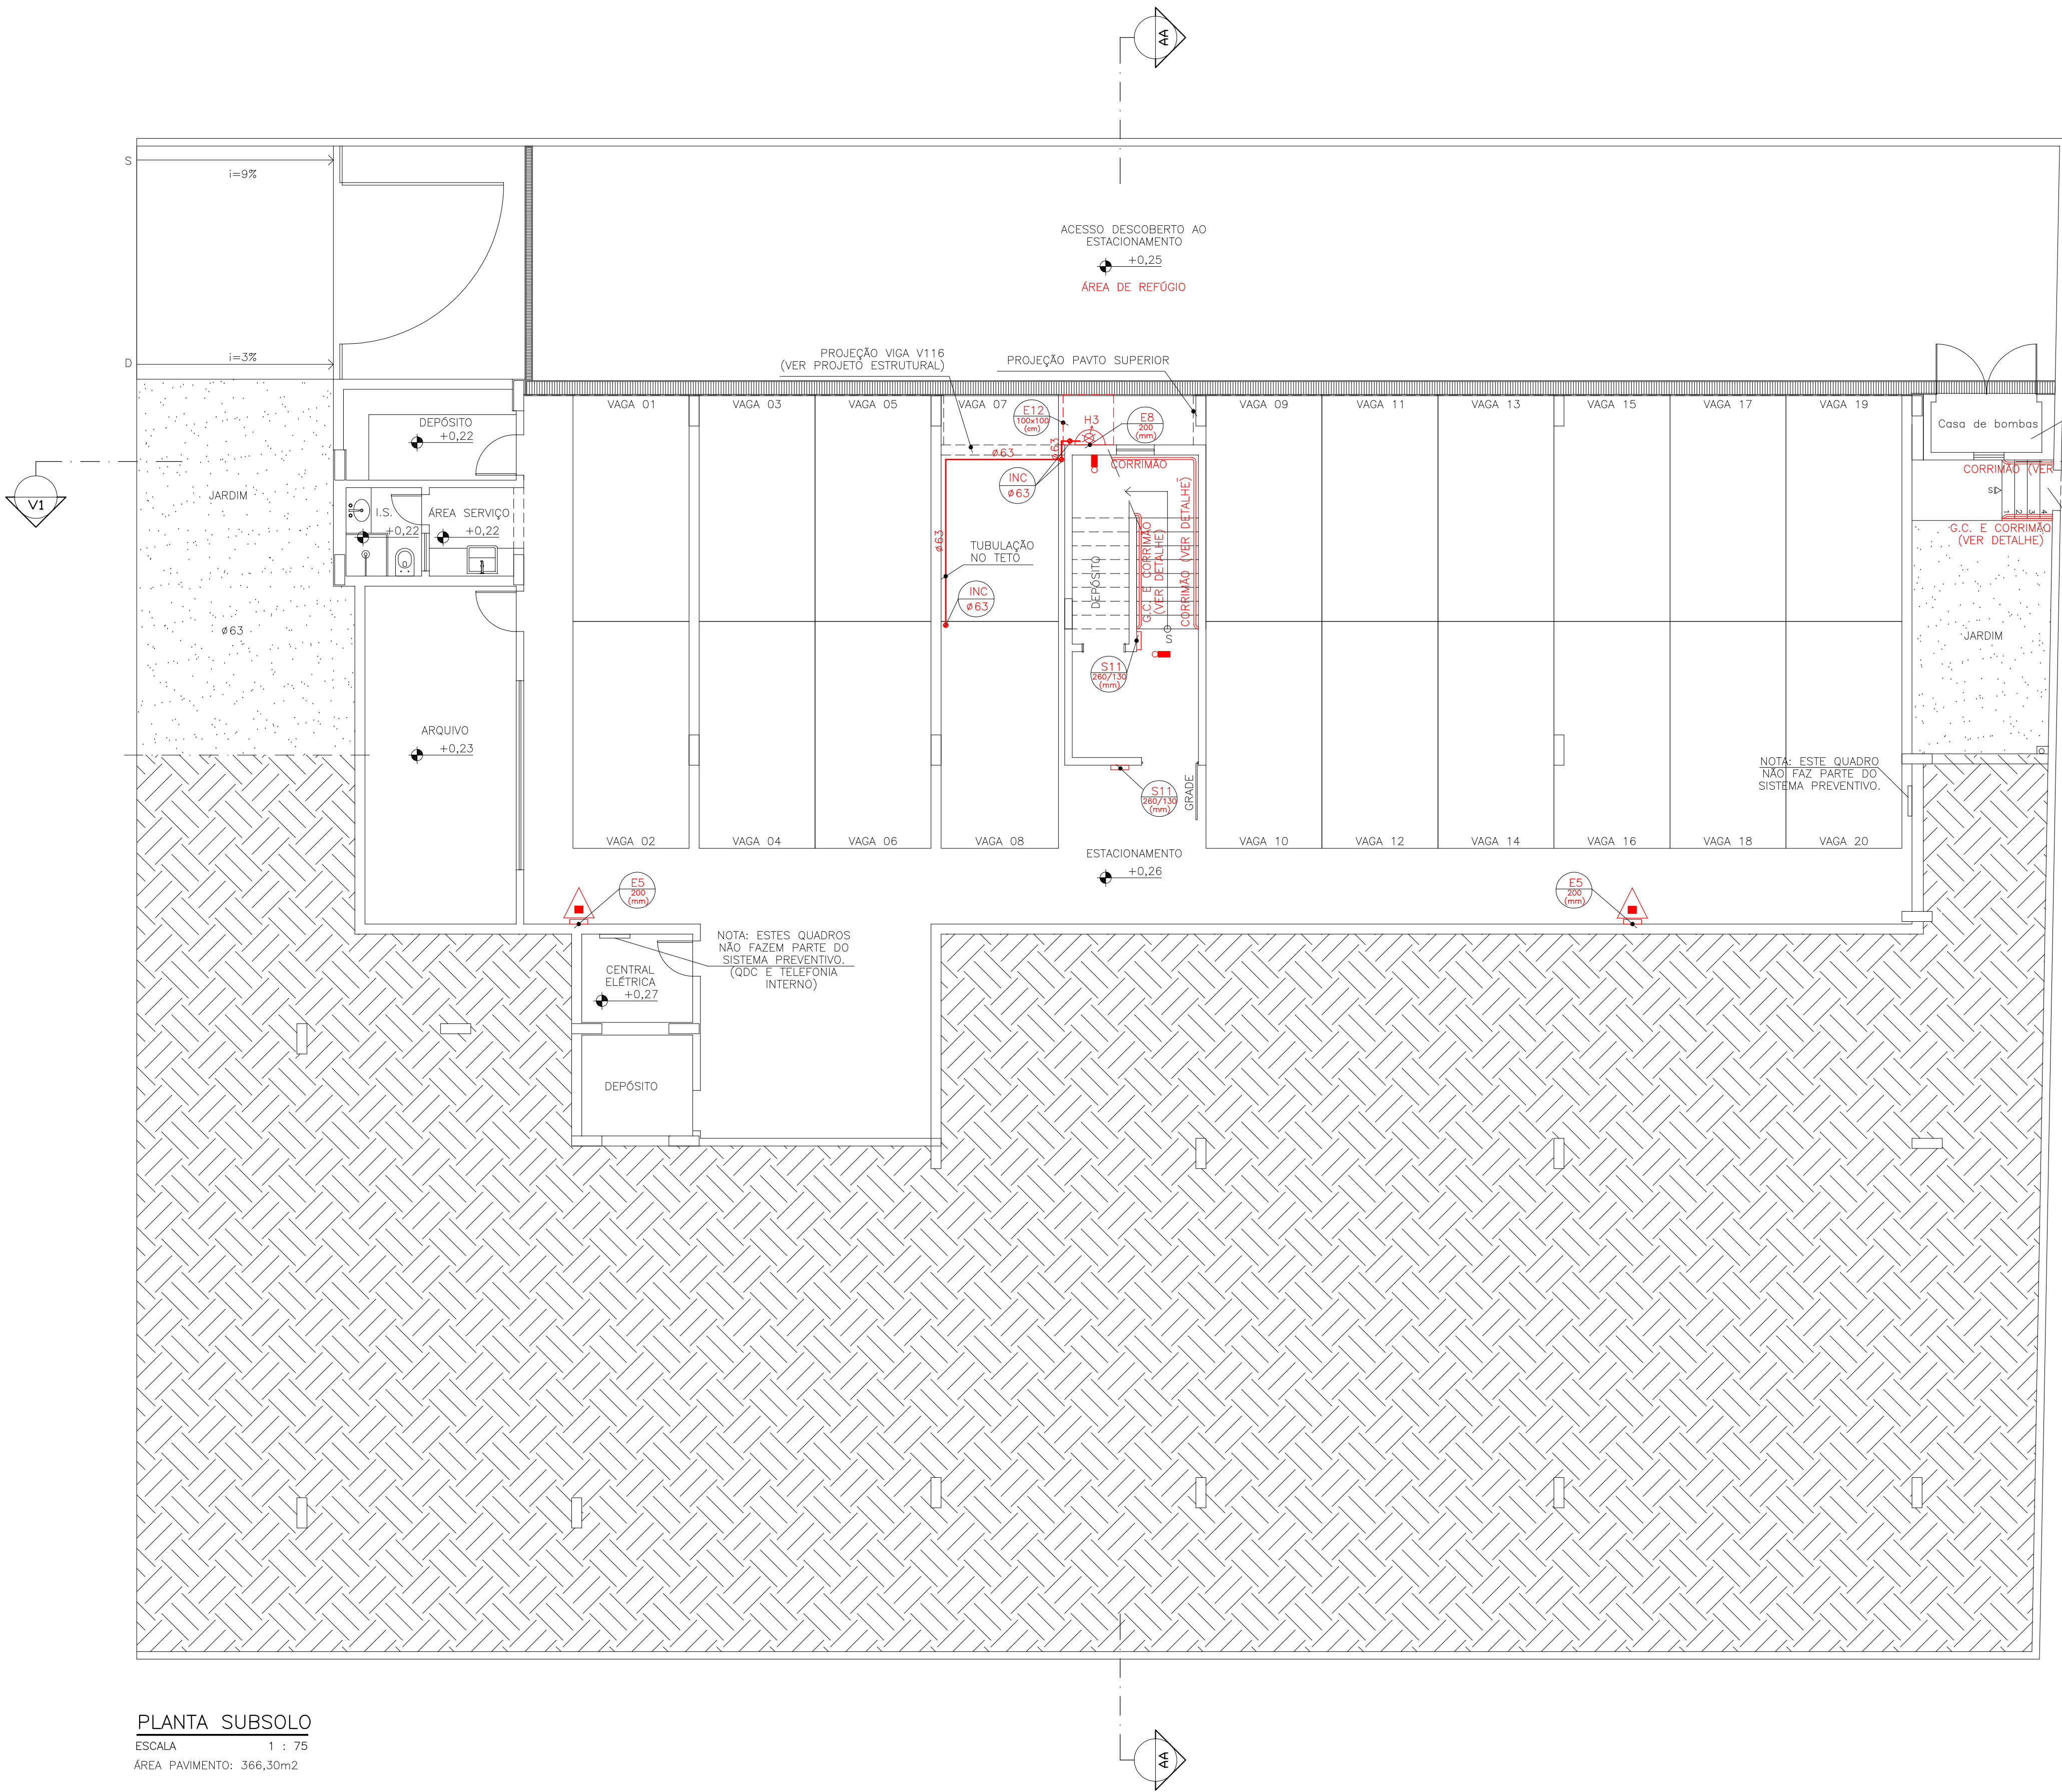 AA
S
i=9%
ACESSO DESCOBERTO AO
ESTACIONAMENTO
+0,25
ÁREA DE REFÚGIO
D
i=3%
PROJEÇÃO VIGA V116
(VER PROJETO ESTRUTURAL)
PROJEÇÃO PAVTO SUPERIOR
VAGA 01
VAGA 03
VAGA 05
VAGA 07
VAGA 09
VAGA 11
VAGA 13
VAGA 15
VAGA 17
VAGA 19
E12
100x100
(cm)
H3
E8
200
(mm)
DEPÓSITO
+0,22
Casa de bombas
ø63
ø63
CORRIMÃO
CORRIMÃO (VER
INC
ø63
V1
JARDIM
I.S.
+0,22
ÁREA SERVIÇO
+0,22
S
1
2
3
4
G.C. E CORRIMÃO
(VER DETALHE)
ø63
TUBULAÇÃO
NO TETO
DEPÓSITO
G.C. E CORRIMÃO
(VER DETALHE)
CORRIMÃO (VER DETALHE)
INC
ø63
ø63
S
JARDIM
S11
260/130
(mm)
ARQUIVO
+0,23
NOTA: ESTE QUADRO
NÃO FAZ PARTE DO
SISTEMA PREVENTIVO.
S11
260/130
(mm)
GRADE
VAGA 02
VAGA 04
VAGA 06
VAGA 08
VAGA 10
VAGA 12
VAGA 14
VAGA 16
VAGA 18
VAGA 20
ESTACIONAMENTO
+0,26
E5
200
(mm)
E5
200
(mm)
NOTA: ESTES QUADROS
NÃO FAZEM PARTE DO
SISTEMA PREVENTIVO.
(QDC E TELEFONIA
INTERNO)
CENTRAL
ELÉTRICA
+0,27
DEPÓSITO
PLANTA SUBSOLO
ESCALA 1 : 75
ÁREA PAVIMENTO: 366,30m2
AA